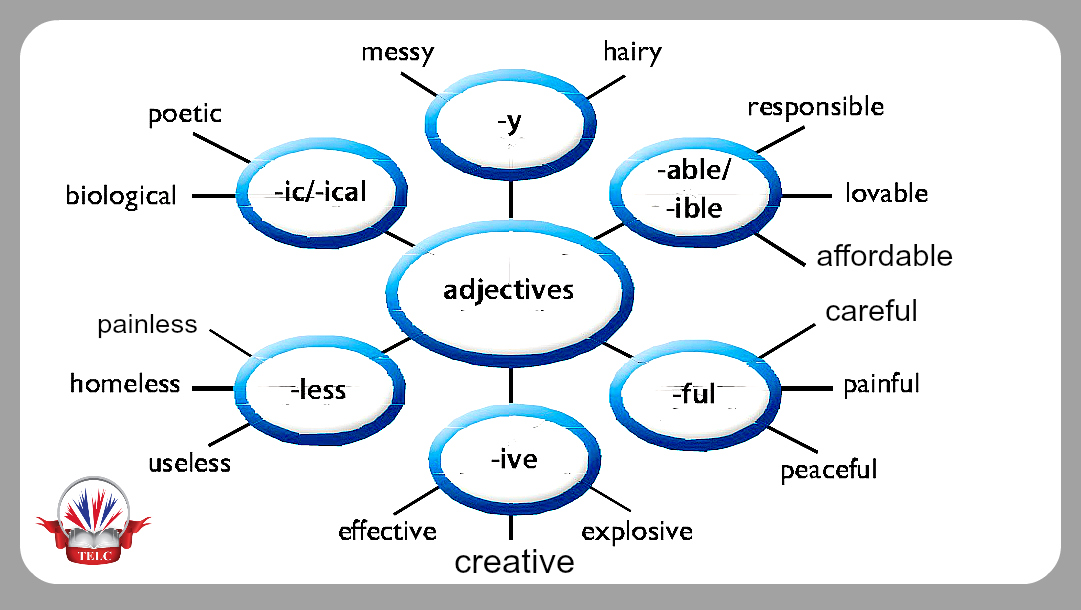 messy
hairy
-y
poetic
biological
-ic/-ical
responsible
lovable
affordable
-able/
-ible
adjectives
painless
homeless
useless
-less
careful
painful
peaceful
-ful
-ive
effective
creative
explosive
TELC